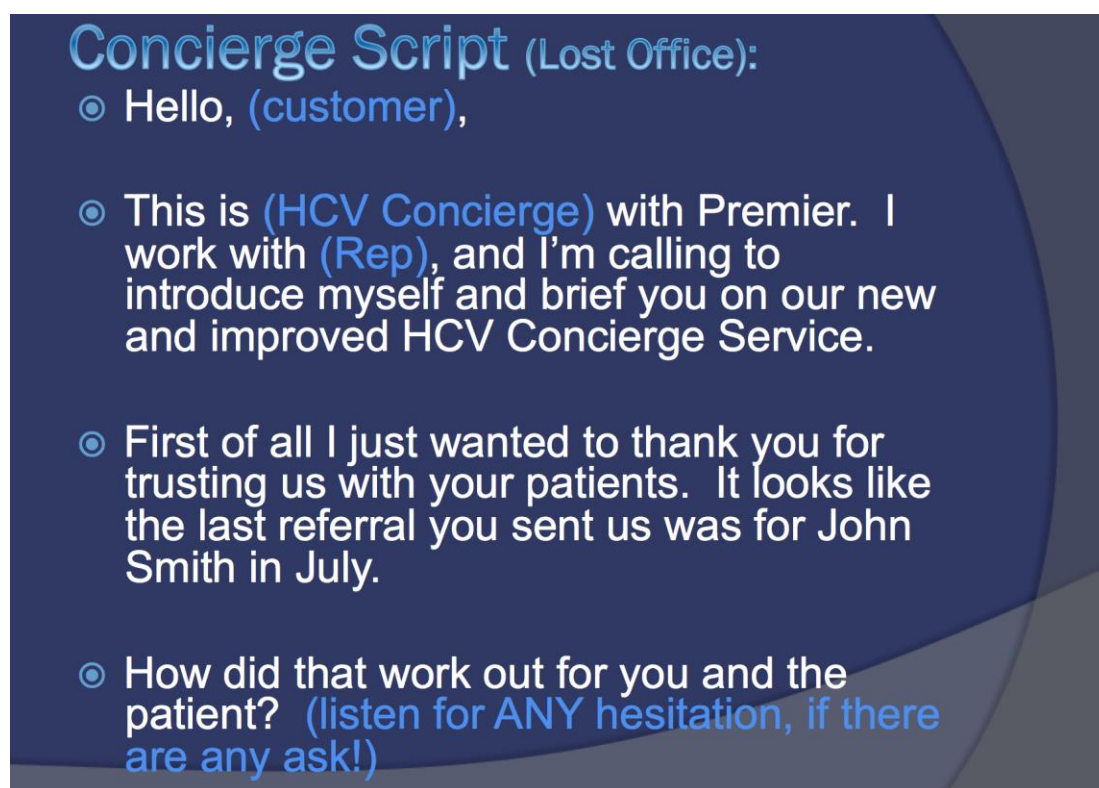 Concierge Script (Lost Office):
Hello, (customer),
This is (HCV Concierge) with Premier.  I
work with (Rep), and I'm calling to
introduce myself and brief you on our new
and improved HCV Concierge Service.
First of all I just wanted to thank you for
trusting us with your patients.  It looks like
the last referral you sent us was for John
Smith in July.
How did that work out for you and the
patient?  (listen for ANY hesitation, if there
are any ask!)